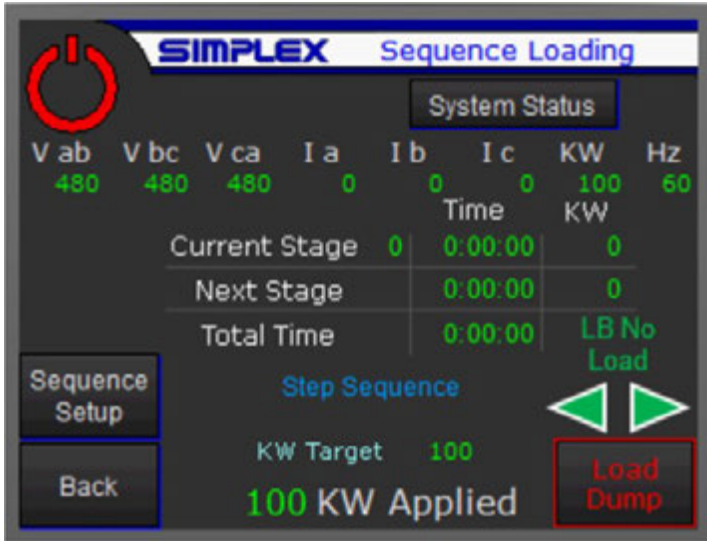 SIMPLEX Sequence Loading
System Status
V ab V bc V ca I a I b I c KW Hz
480 480 480 0 0 0 100 60
Time KW
Current Stage 0 0:00:00 0
Next Stage 0:00:00 0
Total Time 0:00:00
LB No
Load
Sequence
Setup
Step Sequence
KW Target 100
Back
100 KW Applied
Load
Dump